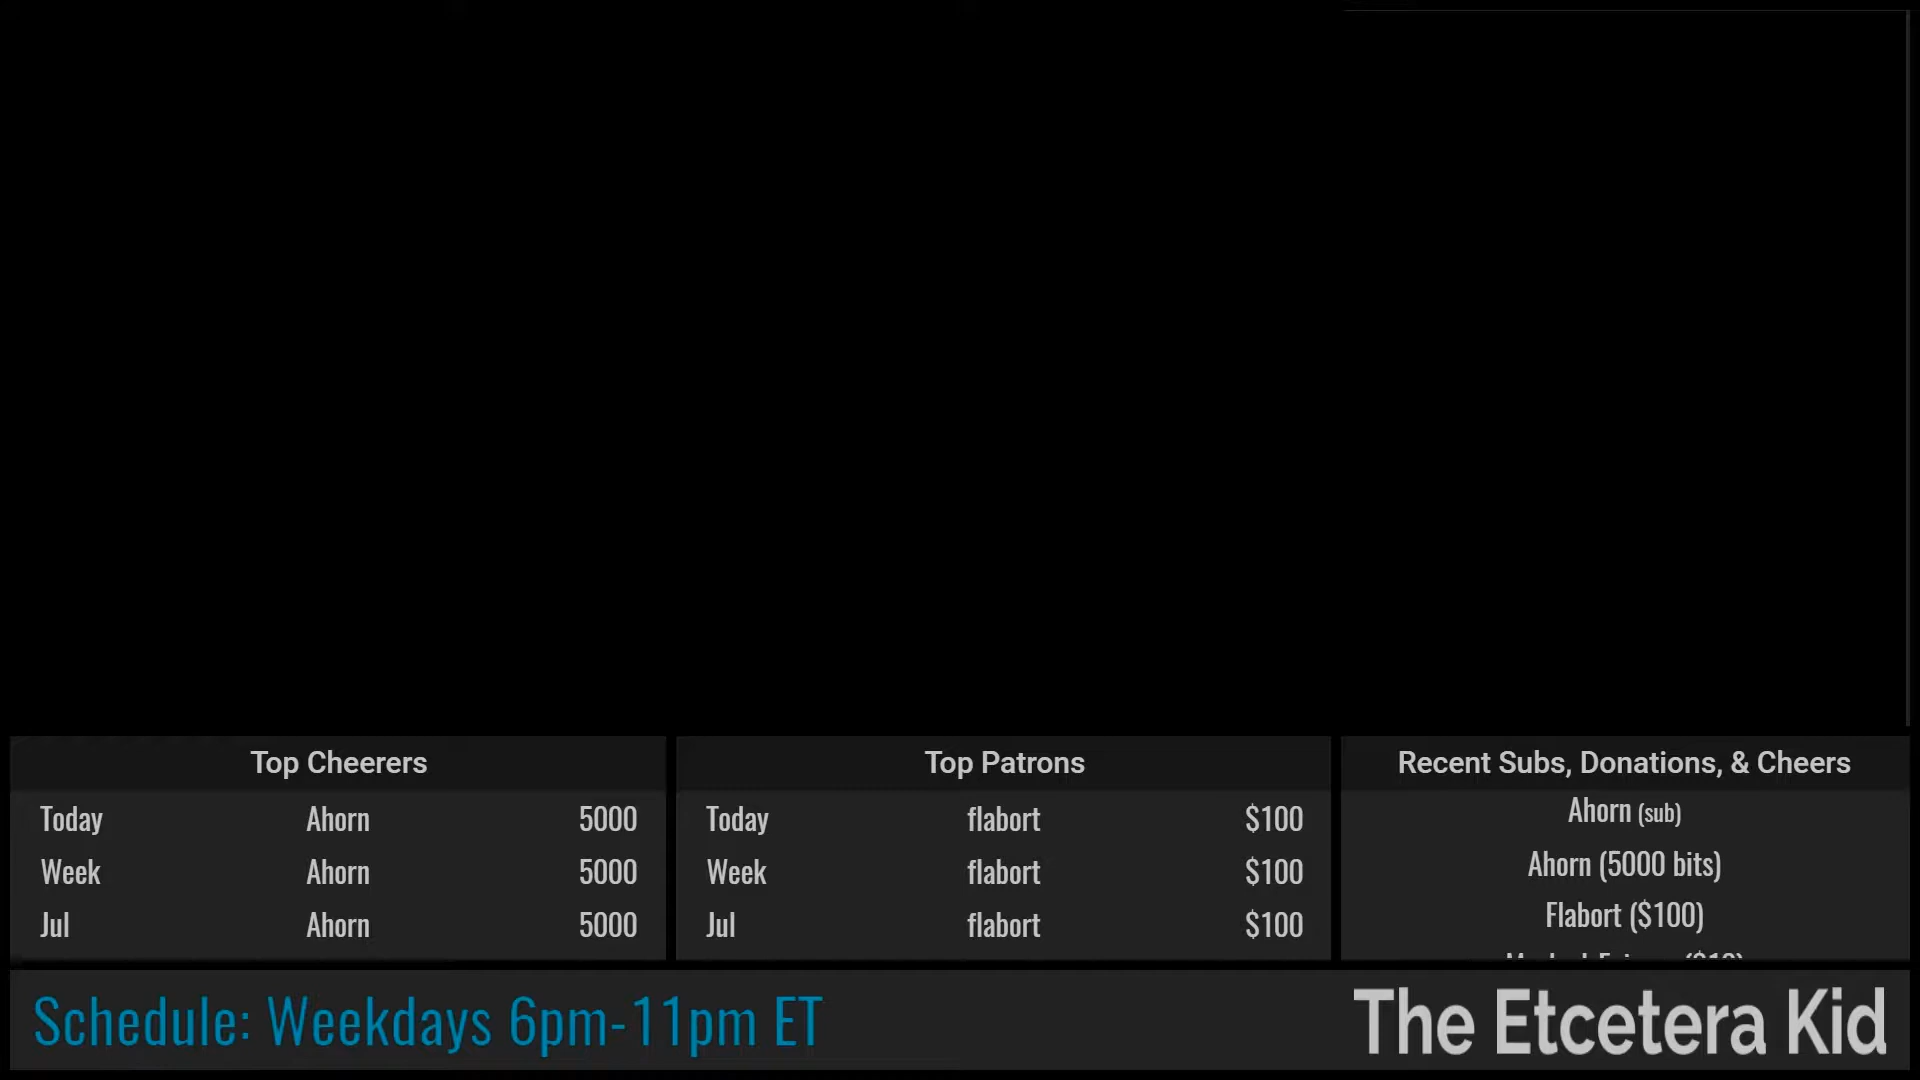 Top Cheerers
Today Ahorn 5000
Week Ahorn 5000
Jul Ahorn 5000
Top Patrons
Today flabort $100
Week flabort $100
Jul flabort $100
Recent Subs, Donations, & Cheers
Ahorn (sub)
Ahorn (5000 bits)
Flabort ($100)
Schedule: Weekdays 6pm-11pm ET
The Etcetera Kid